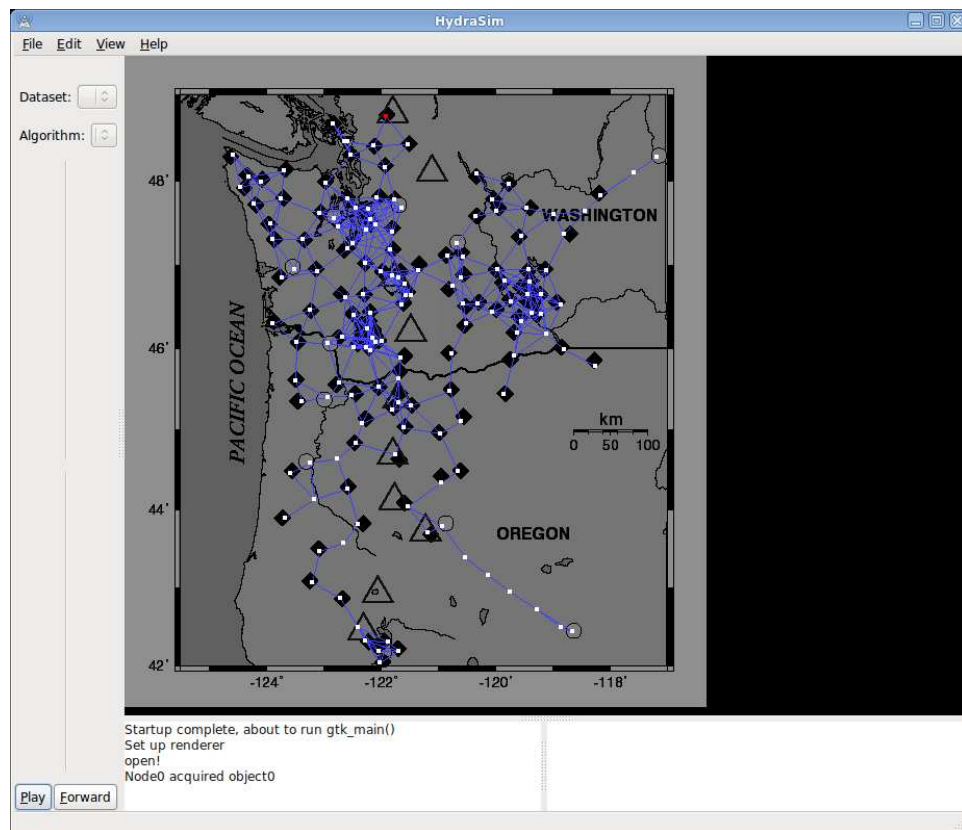 HydraSim
File Edit View Help
Dataset:
Algorithm:
48°
WASHINGTON
PACIFIC OCEAN
46°
km
0 50 100
44°
OREGON
42°
-124° -122° -120° -118°
Startup complete, about to run gtk_main()
Set up renderer
open!
Node0 acquired object0
Play Forward